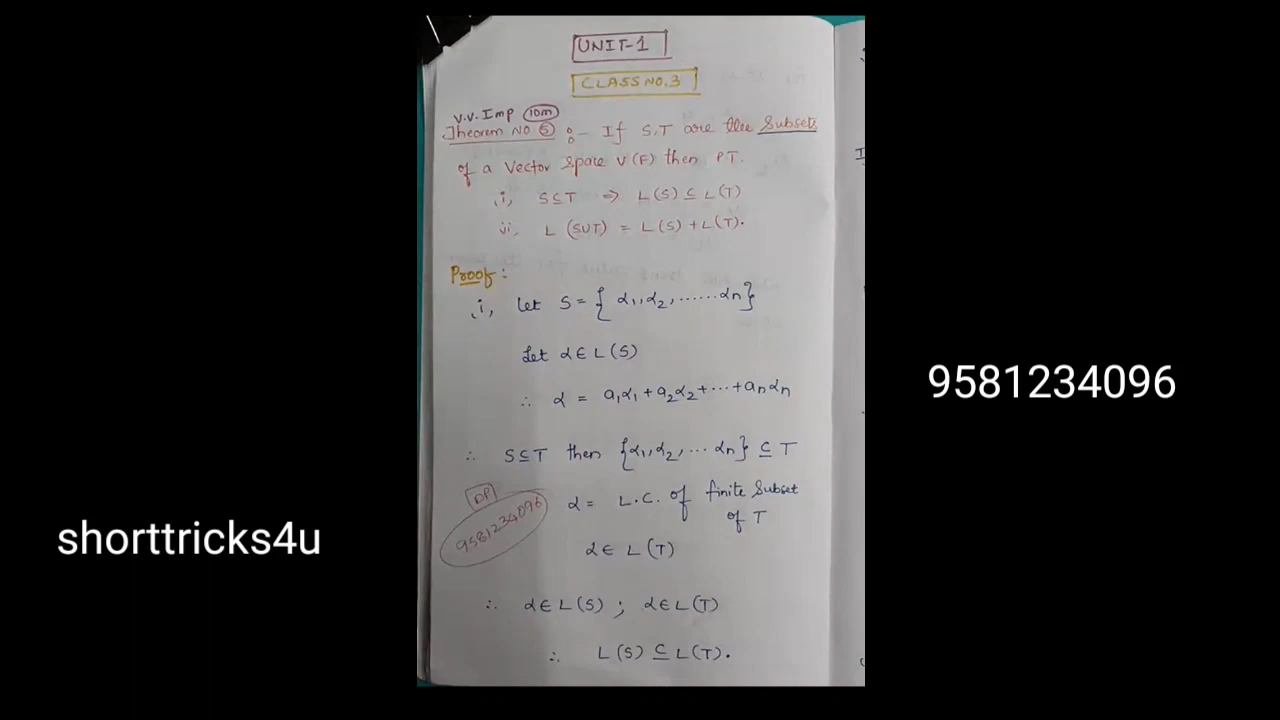 UNIT-1
CLASS NO.3
V.V. Imp 10m
Theorem NO 5 :- If S,T are the Subsets
of a Vector Space V(F) then PT.
i, S⊆T ⇒ L(S) ⊆ L(T)
ii, L (SUT) = L(S) + L(T).
Proof :
i, Let S = { α1, α2, ...... αn}
Let α ∈ L(S)
∴ α = a1α1 + a2α2 + ... + anαn
∴ S⊆T then {α1, α2, ... αn} ⊆ T
DP
9581234096
α = L.C. of finite Subset
of T
α ∈ L(T)
∴ α ∈ L(S) ; α ∈ L(T)
∴ L(S) ⊆ L(T).
9581234096
shorttricks4u